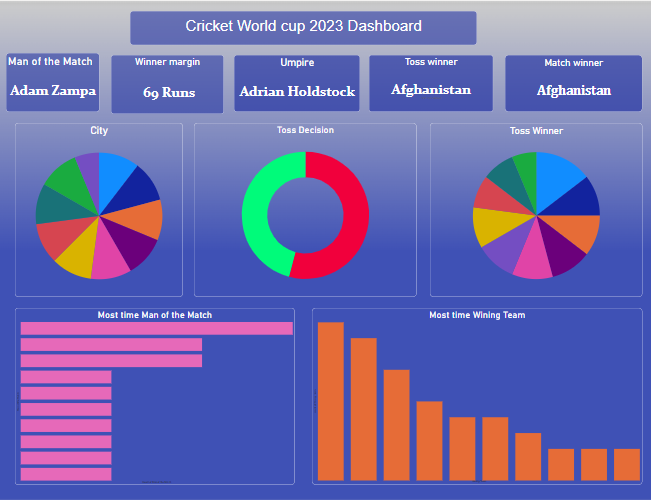 Cricket World cup 2023 Dashboard
Man of the Match
Adam Zampa
Winner margin
69 Runs
Umpire
Adrian Holdstock
Toss winner
Afghanistan
Match winner
Afghanistan
City
Toss Decision
Toss Winner
Most time Man of the Match
Most time Wining Team